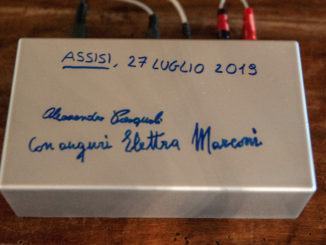 ASSISI, 27 LUGLIO 2019
Alessandro Pasquali
Con auguri Elettra Marconi